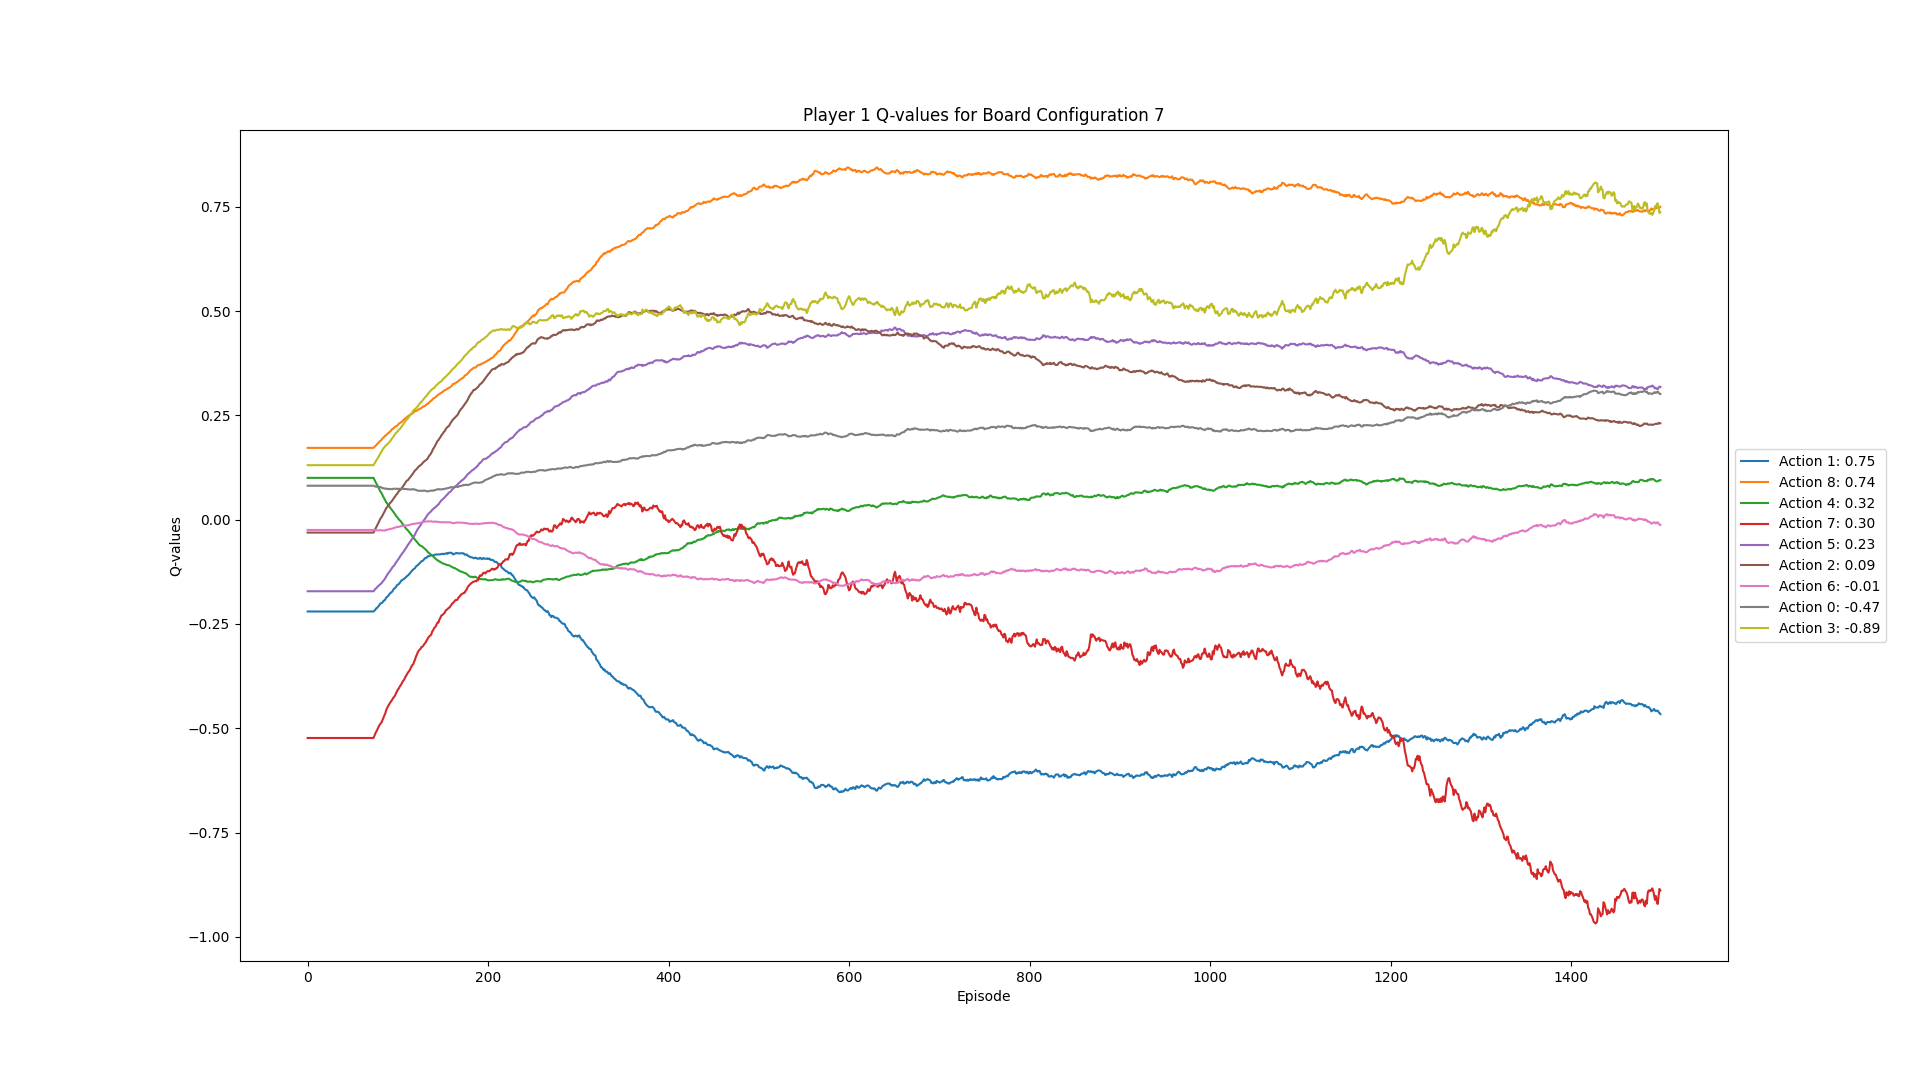 Player 1 Q-values for Board Configuration 7
Q-values
0.75
0.50
0.25
0.00
−0.25
−0.50
−0.75
−1.00
0 200 400 600 800 1000 1200 1400
Episode
Action 1: 0.75
Action 8: 0.74
Action 4: 0.32
Action 7: 0.30
Action 5: 0.23
Action 2: 0.09
Action 6: -0.01
Action 0: -0.47
Action 3: -0.89